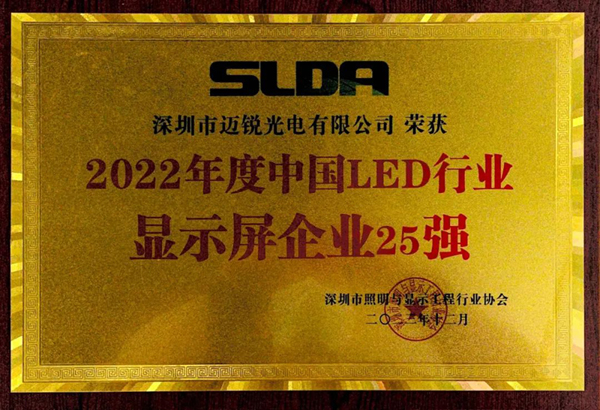 SLDA
深圳市迈锐光电有限公司 荣获
2022年度中国LED行业
显示屏企业25强
深圳市照明与显示工程行业协会
二〇二三年十二月